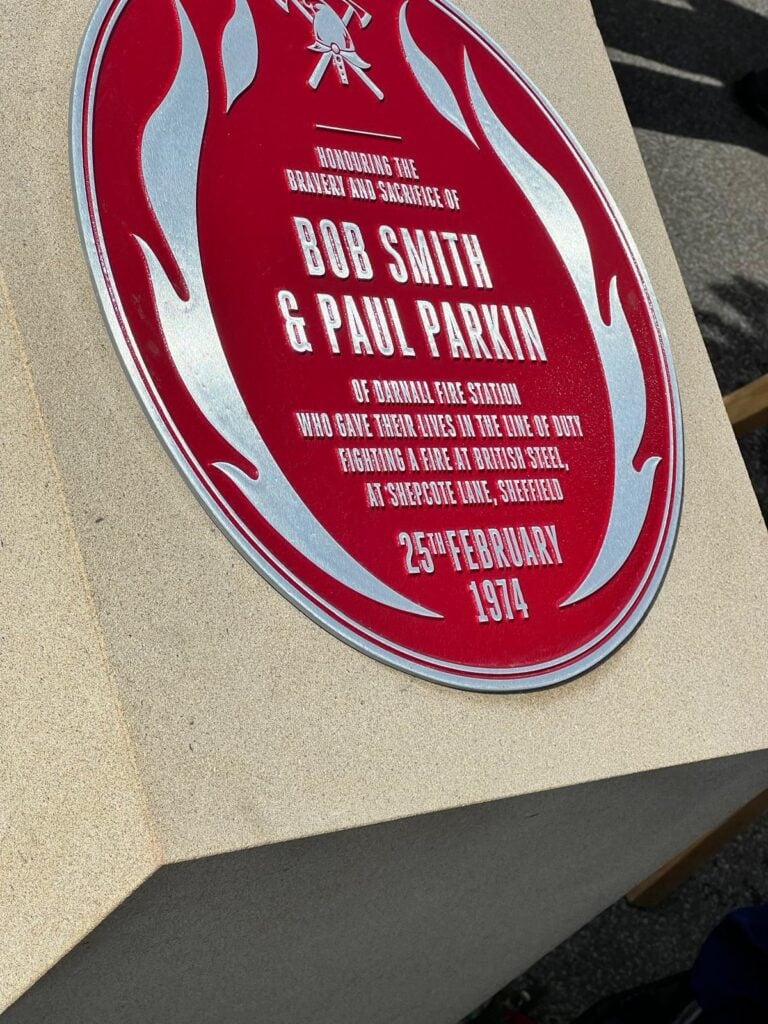 HONOURING THE
BRAVERY AND SACRIFICE OF
BOB SMITH
& PAUL PARKIN
OF DARNALL FIRE STATION
WHO GAVE THEIR LIVES IN THE LINE OF DUTY
FIGHTING A FIRE AT BRITISH STEEL,
AT SHEPCOTE LANE, SHEFFIELD
25TH FEBRUARY
1974